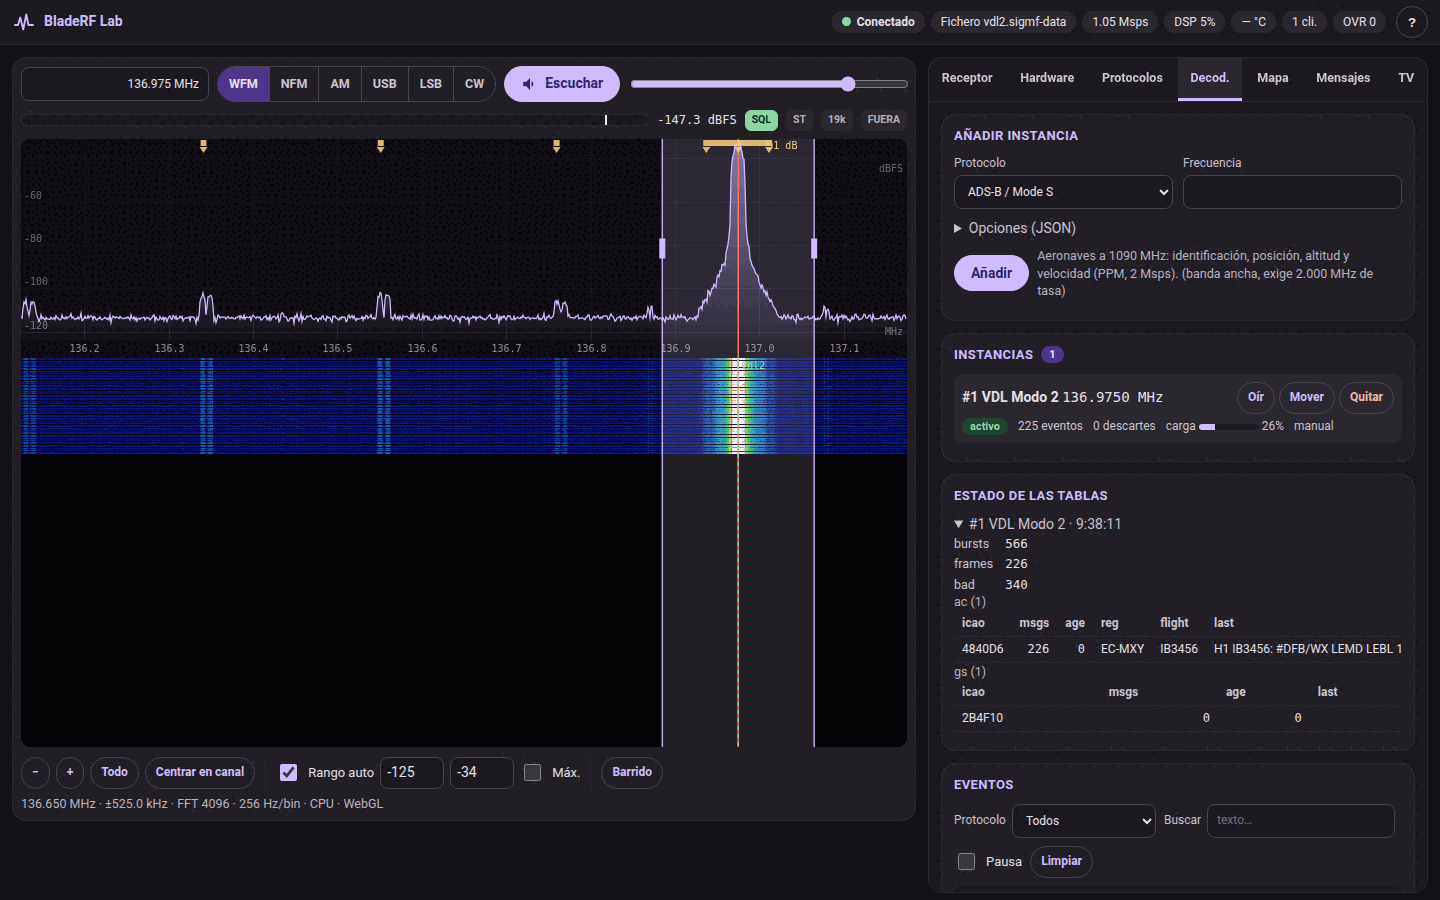 BladeRF Lab
Conectado
Fichero vdl2.sigmf-data
1.05 Msps
DSP 5%
— °C
1 cli.
OVR 0
?
136.975 MHz
WFM
NFM
AM
USB
LSB
CW
Escuchar
-147.3 dBFS
SQL
ST
19k
FUERA
dBFS
-60
-80
-100
-120
MHz
136.2
136.3
136.4
136.5
136.6
136.7
136.8
136.9
137.0
137.1
−
+
Todo
Centrar en canal
Rango auto
-125
-34
Máx.
Barrido
136.650 MHz · ±525.0 kHz · FFT 4096 · 256 Hz/bin · CPU · WebGL
Receptor
Hardware
Protocolos
Decod.
Mapa
Mensajes
TV
AÑADIR INSTANCIA
Protocolo
Frecuencia
ADS-B / Mode S
Opciones (JSON)
Añadir
Aeronaves a 1090 MHz: identificación, posición, altitud y
velocidad (PPM, 2 Msps). (banda ancha, exige 2.000 MHz de
tasa)
INSTANCIAS 1
#1 VDL Modo 2 136.9750 MHz
Oír
Mover
Quitar
activo 225 eventos 0 descartes carga 26% manual
ESTADO DE LAS TABLAS
#1 VDL Modo 2 · 9:38:11
bursts 566
frames 226
bad 340
ac (1)
icao msgs age reg flight last
4840D6 226 0 EC-MXY IB3456 H1 IB3456: #DFB/WX LEMD LEBL 1
gs (1)
icao msgs age last
2B4F10 0 0
EVENTOS
Protocolo
Todos
Buscar
texto...
Pausa
Limpiar